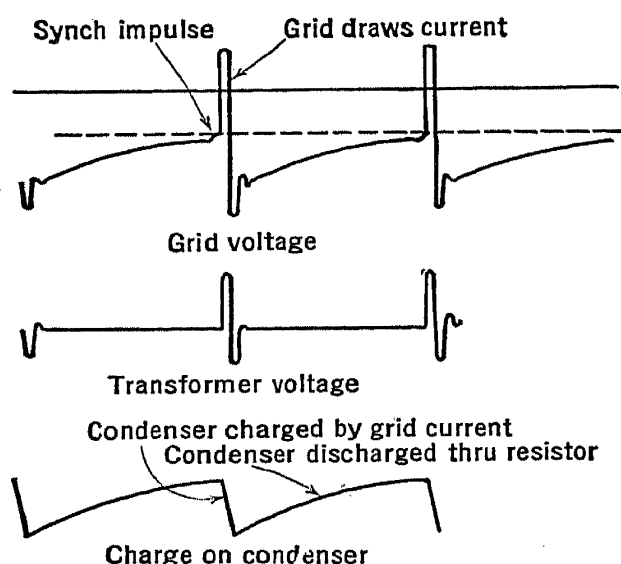 Synch impulse
Grid draws current
Grid voltage
Transformer voltage
Condenser charged by grid current
Condenser discharged thru resistor
Charge on condenser